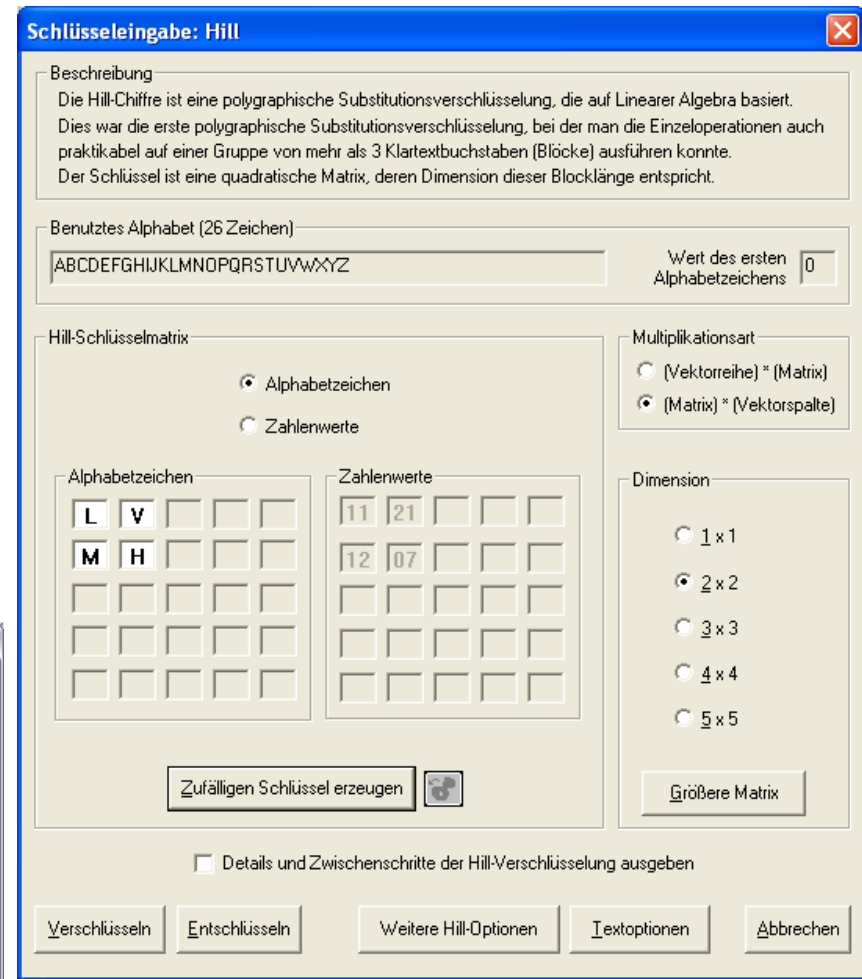 Schlüsseleingabe: Hill
Beschreibung
Die Hill-Chiffre ist eine polygraphische Substitutionsverschlüsselung, die auf Linearer Algebra basiert.
Dies war die erste polygraphische Substitutionsverschlüsselung, bei der man die Einzeloperationen auch
praktikabel auf einer Gruppe von mehr als 3 Klartextbuchstaben (Blöcke) ausführen konnte.
Der Schlüssel ist eine quadratische Matrix, deren Dimension dieser Blocklänge entspricht.
Benutztes Alphabet (26 Zeichen)
ABCDEFGHIJKLMNOPQRSTUVWXYZ
Wert des ersten
Alphabetzeichens
0
Hill-Schlüsselmatrix
Alphabetzeichen
Zahlenwerte
Multiplikationsart
(Vektorreihe) * (Matrix)
(Matrix) * (Vektorspalte)
Alphabetzeichen
L V
M H
Zahlenwerte
11 21
12 07
Dimension
1 x 1
2 x 2
3 x 3
4 x 4
5 x 5
Zufälligen Schlüssel erzeugen
Größere Matrix
Details und Zwischenschritte der Hill-Verschlüsselung ausgeben
Verschlüsseln Entschlüsseln Weitere Hill-Optionen Textoptionen Abbrechen